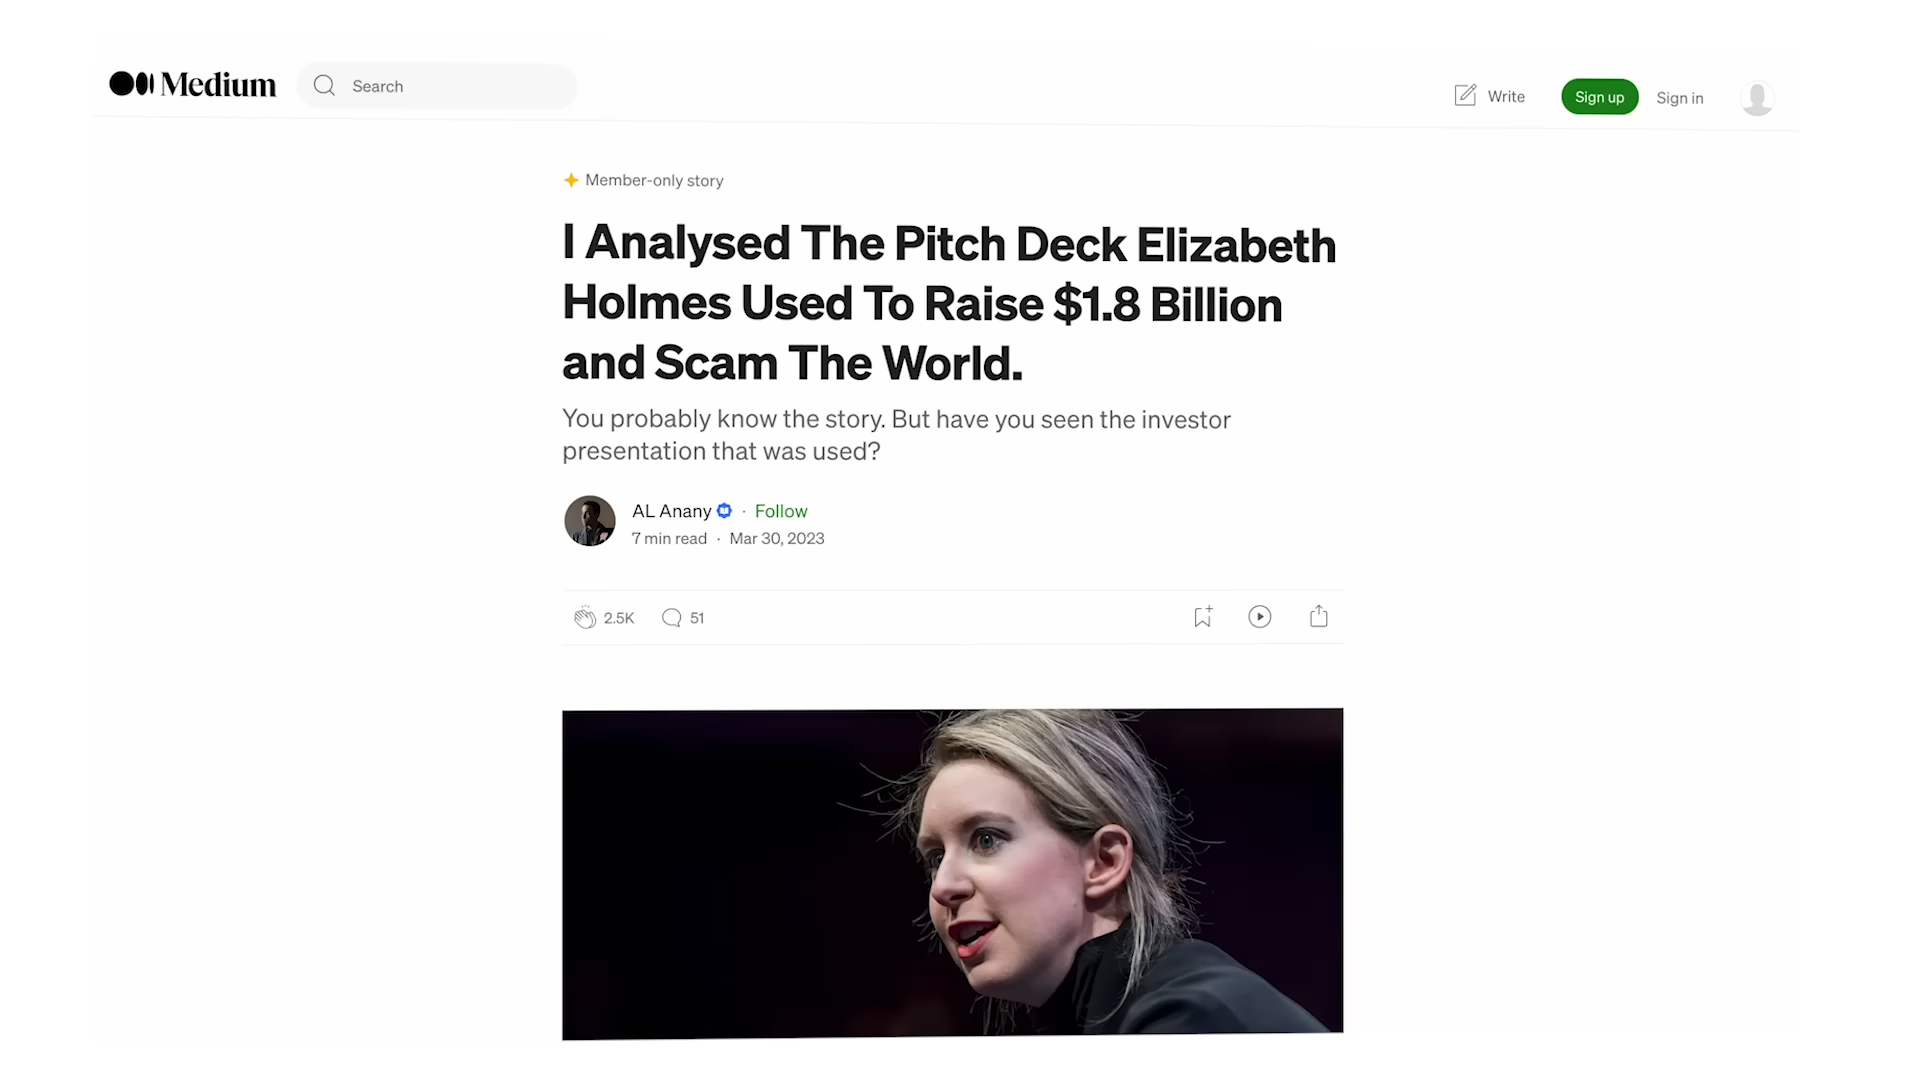 Medium
Search
Write
Sign up
Sign in
Member-only story
I Analysed The Pitch Deck Elizabeth
Holmes Used To Raise $1.8 Billion
and Scam The World.
You probably know the story. But have you seen the investor
presentation that was used?
AL Anany · Follow
7 min read · Mar 30, 2023
2.5K
51